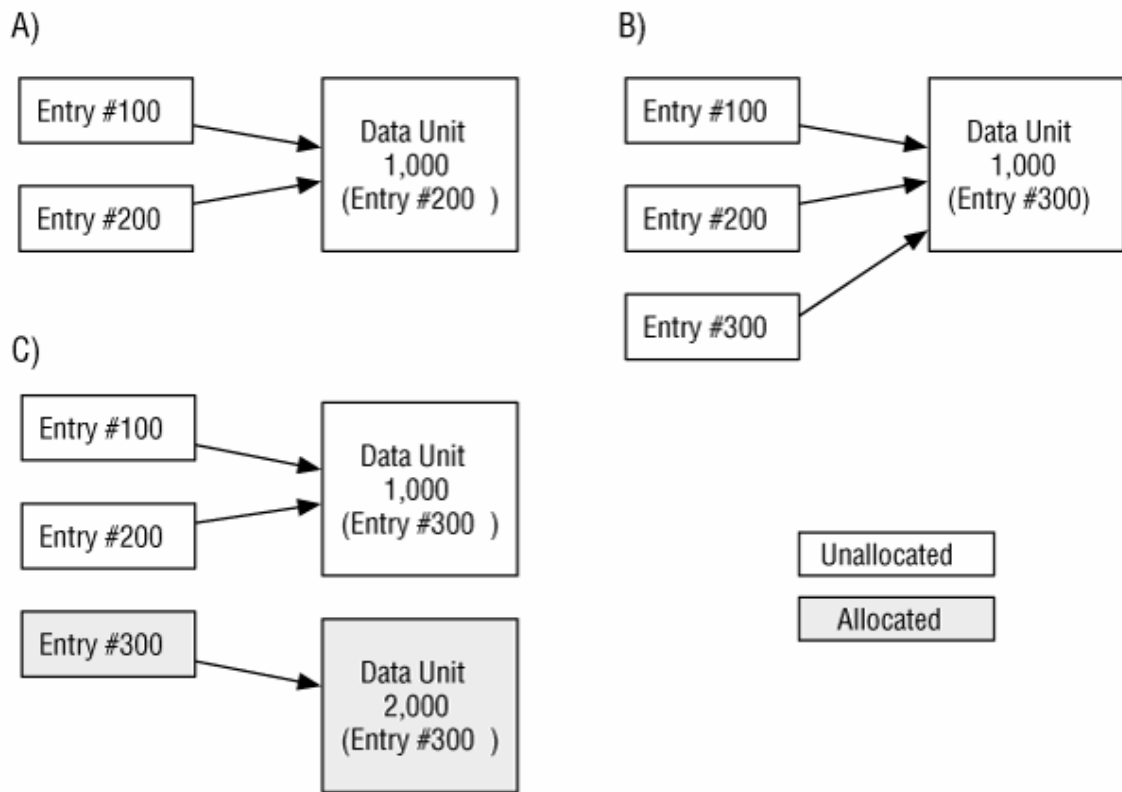 A)
Entry #100
Entry #200
Data Unit
1,000
(Entry #200 )
B)
Entry #100
Entry #200
Entry #300
Data Unit
1,000
(Entry #300)
C)
Entry #100
Entry #200
Entry #300
Data Unit
1,000
(Entry #300 )
Data Unit
2,000
(Entry #300 )
Unallocated
Allocated